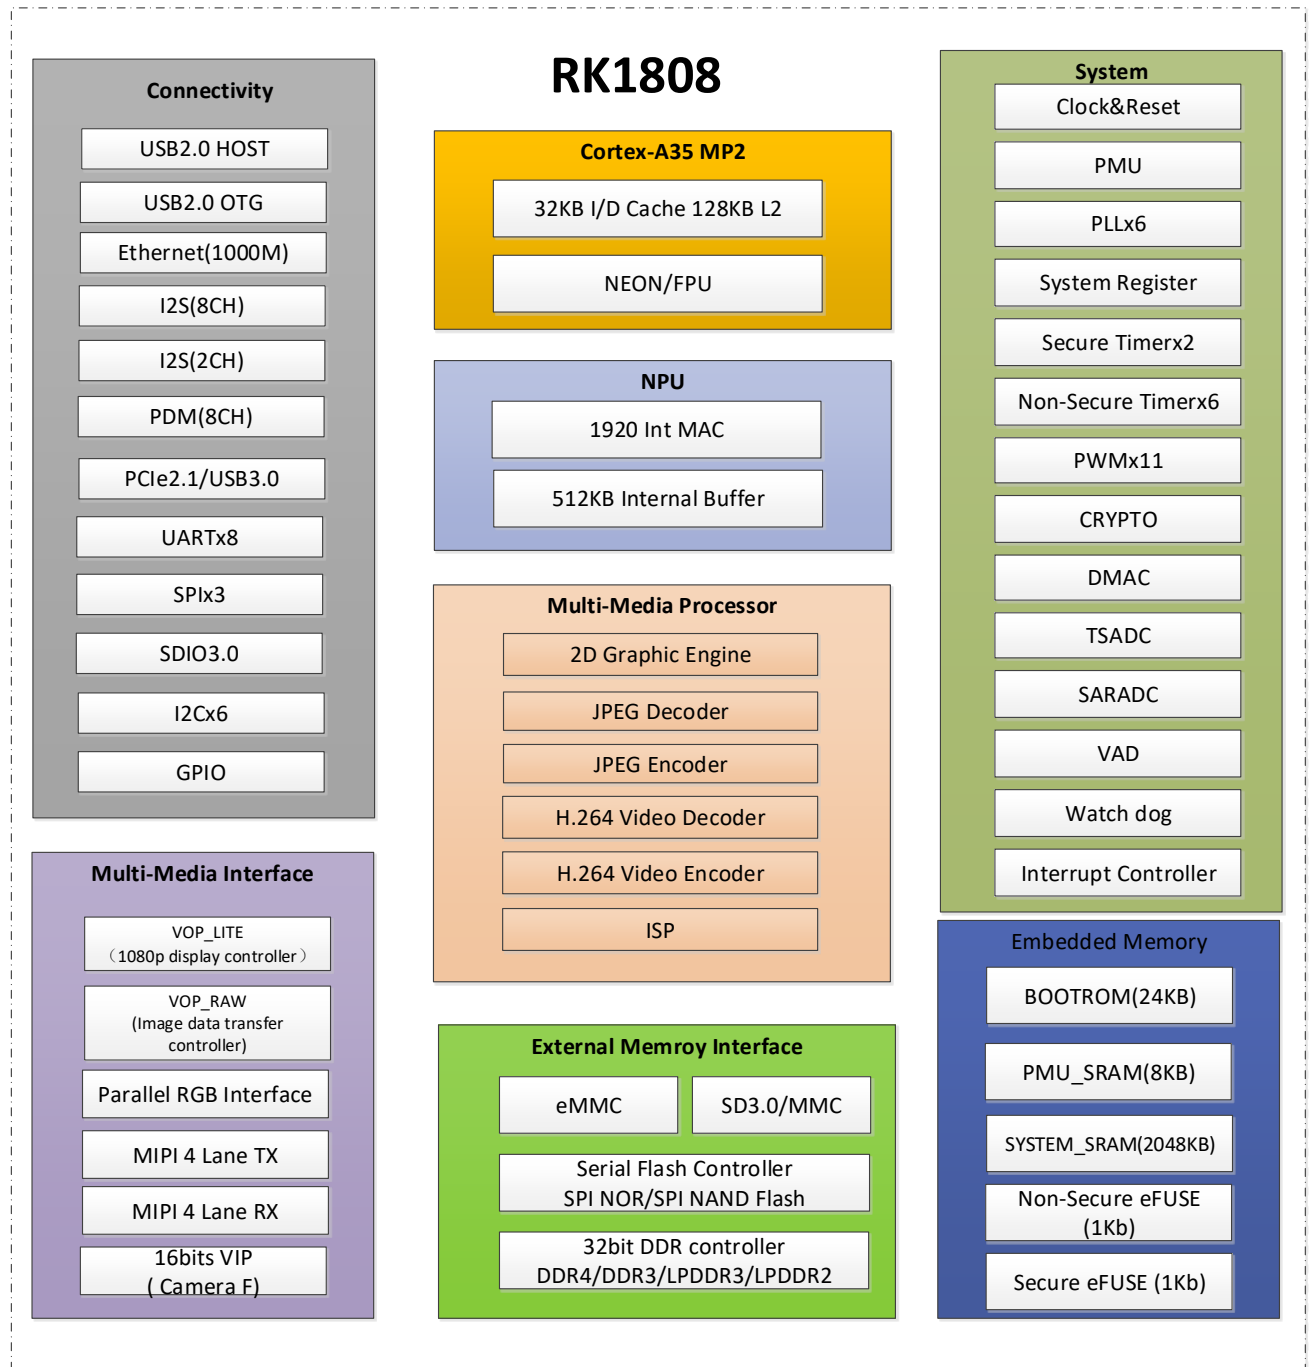 RK1808
Connectivity
USB2.0 HOST
USB2.0 OTG
Ethernet(1000M)
I2S(8CH)
I2S(2CH)
PDM(8CH)
PCIe2.1/USB3.0
UARTx8
SPIx3
SDIO3.0
I2Cx6
GPIO
Multi-Media Interface
VOP_LITE
（1080p display controller）
VOP_RAW
(Image data transfer
controller)
Parallel RGB Interface
MIPI 4 Lane TX
MIPI 4 Lane RX
16bits VIP
( Camera F)
Cortex-A35 MP2
32KB I/D Cache 128KB L2
NEON/FPU
NPU
1920 Int MAC
512KB Internal Buffer
Multi-Media Processor
2D Graphic Engine
JPEG Decoder
JPEG Encoder
H.264 Video Decoder
H.264 Video Encoder
ISP
External Memroy Interface
eMMC
SD3.0/MMC
Serial Flash Controller
SPI NOR/SPI NAND Flash
32bit DDR controller
DDR4/DDR3/LPDDR3/LPDDR2
System
Clock&Reset
PMU
PLLx6
System Register
Secure Timerx2
Non-Secure Timerx6
PWMx11
CRYPTO
DMAC
TSADC
SARADC
VAD
Watch dog
Interrupt Controller
Embedded Memory
BOOTROM(24KB)
PMU_SRAM(8KB)
SYSTEM_SRAM(2048KB)
Non-Secure eFUSE
(1Kb)
Secure eFUSE (1Kb)